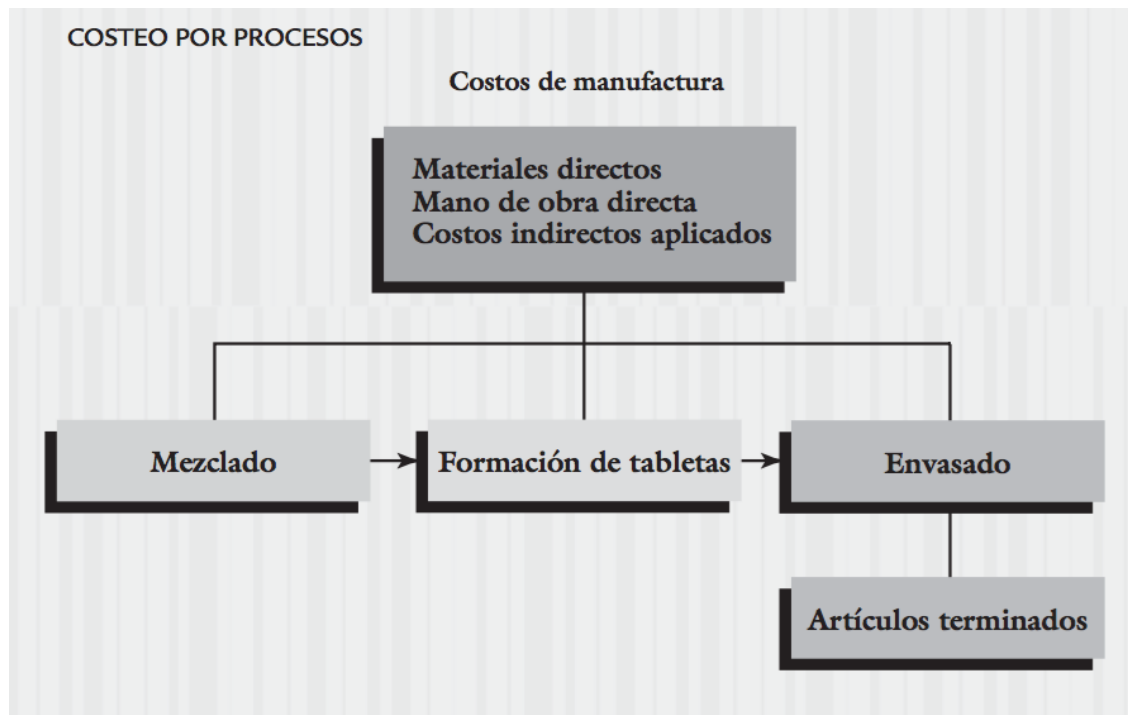 COSTEO POR PROCESOS
Costos de manufactura
Materiales directos
Mano de obra directa
Costos indirectos aplicados
Mezclado
Formación de tabletas
Envasado
Artículos terminados